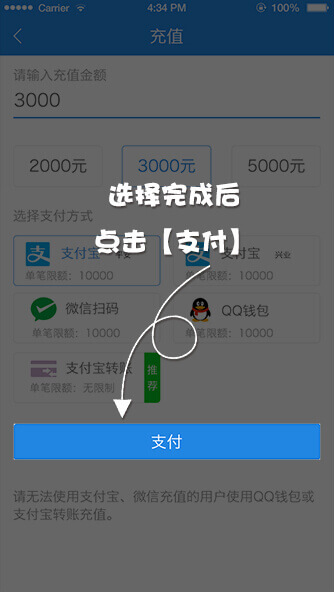 Carrier
4:34 PM
100%
充值
请输入充值金额
3000
2000元
3000元
5000元
选择完成后
选择支付方式
点击【支付】
支付宝 平安
单笔限额：10000
支付宝 兴业
单笔限额：10000
微信扫码
单笔限额：10000
QQ钱包
单笔限额：10000
支付宝转账
单笔限额：无限制
推荐
支付
请无法使用支付宝、微信充值的用户使用QQ钱包或
支付宝转账充值。